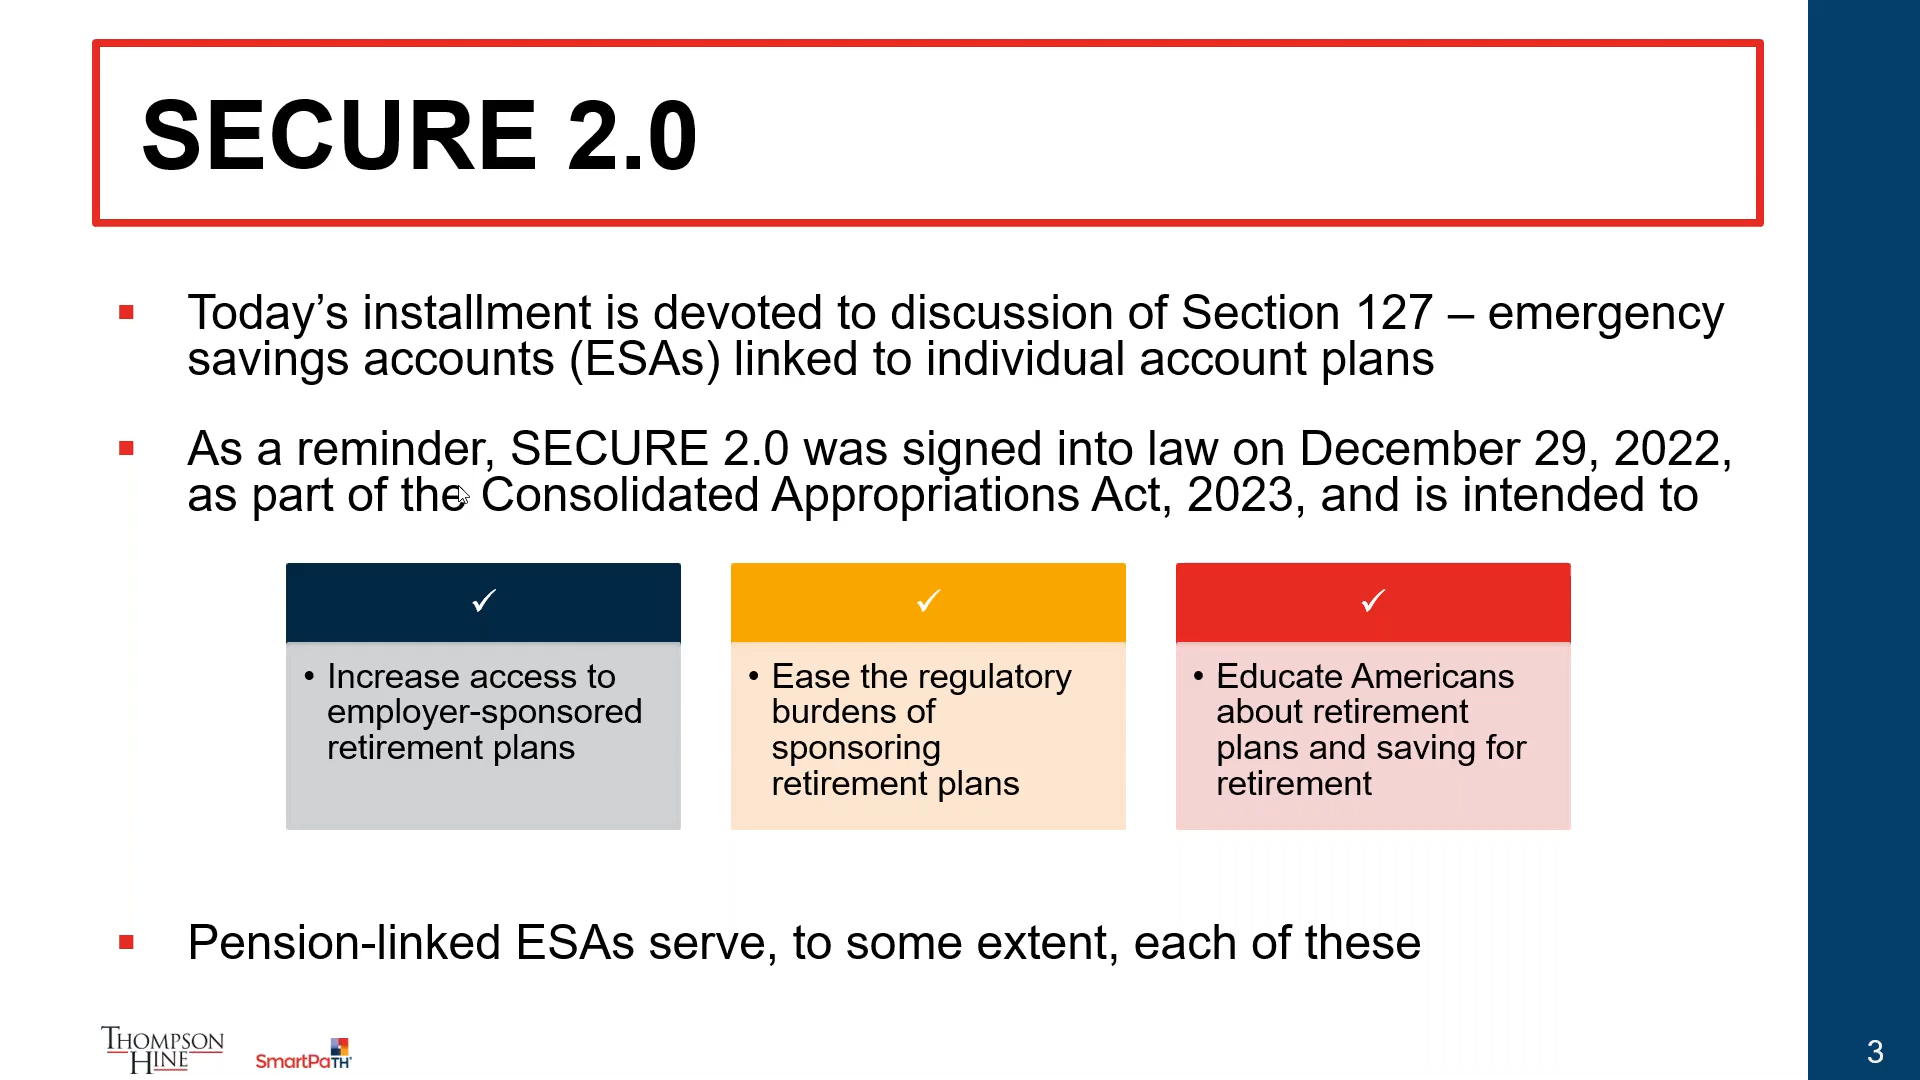 SECURE 2.0
▪ Today’s installment is devoted to discussion of Section 127 – emergency
savings accounts (ESAs) linked to individual account plans
▪ As a reminder, SECURE 2.0 was signed into law on December 29, 2022,
as part of the Consolidated Appropriations Act, 2023, and is intended to
✓
• Increase access to
employer-sponsored
retirement plans
✓
• Ease the regulatory
burdens of
sponsoring
retirement plans
✓
• Educate Americans
about retirement
plans and saving for
retirement
▪ Pension-linked ESAs serve, to some extent, each of these
THOMPSON
HINE
SmartPaTH
3